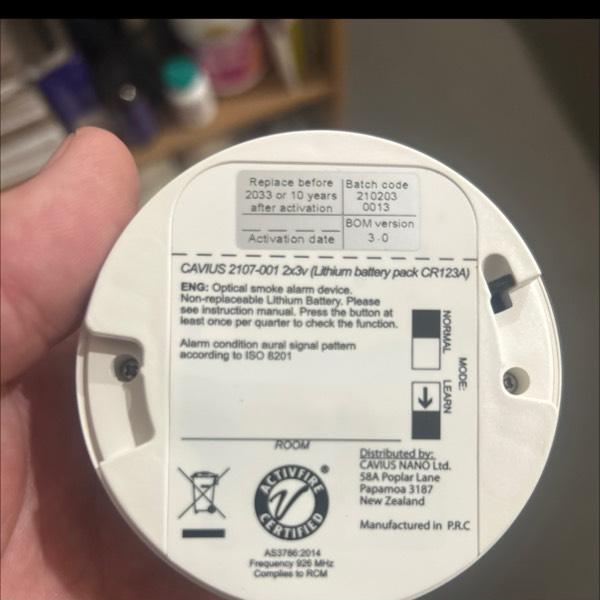 Replace before
2033 or 10 years
after activation
Activation date
Batch code
210203
0013
BOM version
3.0
CAVIUS 2107-001 2x3v (Lithium battery pack CR123A)
ENG: Optical smoke alarm device.
Non-replaceable Lithium Battery. Please
see instruction manual. Press the button at
least once per quarter to check the function.
Alarm condition aural signal pattern
according to ISO 8201
MODE:
NORMAL
LEARN
ROOM
ACTIVFIRE®
CERTIFIED
AS3786:2014
Frequency 926 MHz
Complies to RCM
Distributed by:
CAVIUS NANO Ltd.
58A Poplar Lane
Papamoa 3187
New Zealand
Manufactured in P.R.C